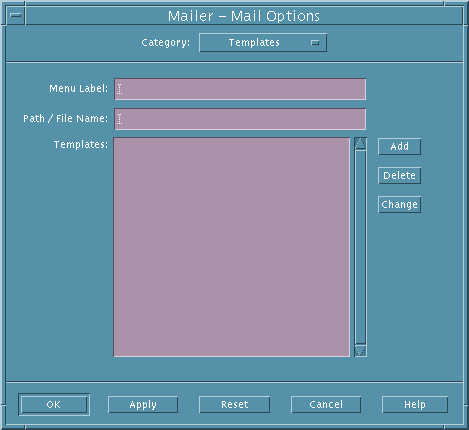 Mailer - Mail Options
Category: Templates
Menu Label:
Path / File Name:
Templates:
Add
Delete
Change
OK Apply Reset Cancel Help